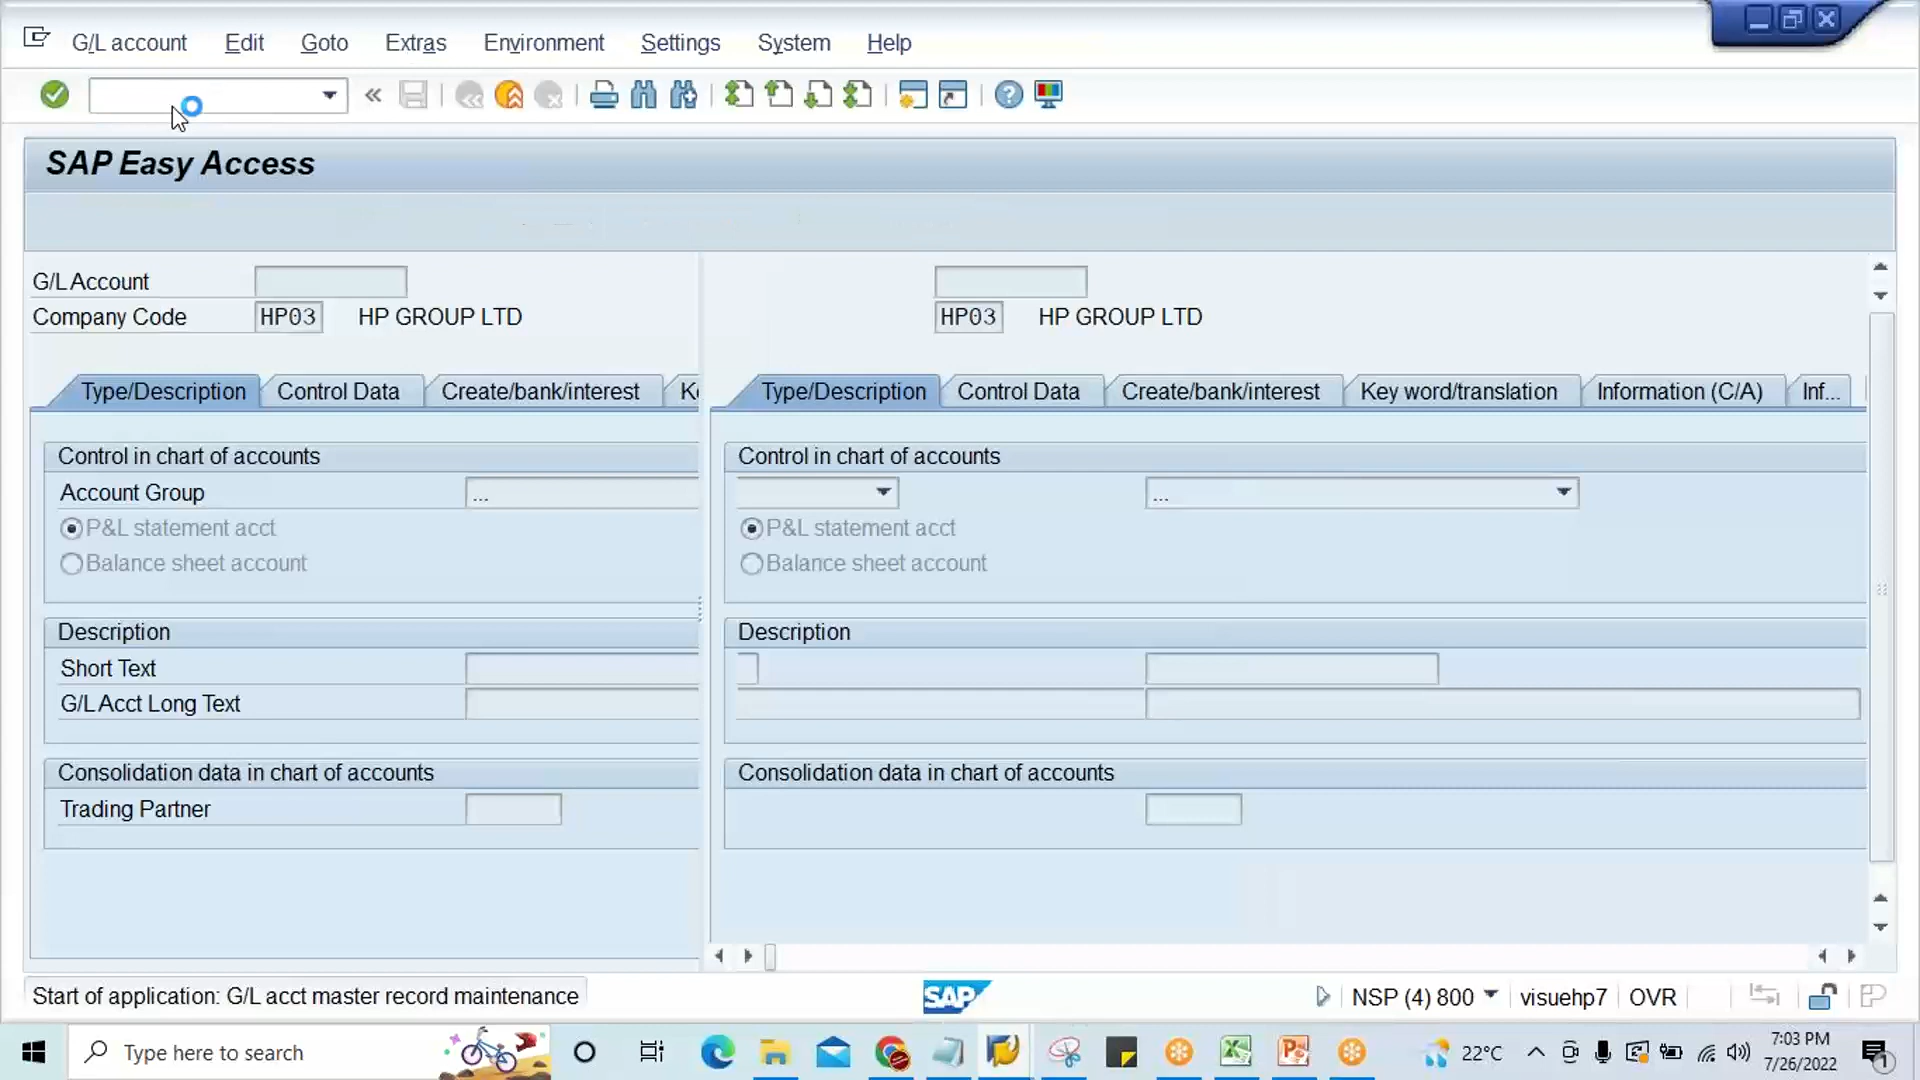 G/L account Edit Goto Extras Environment Settings System Help
SAP Easy Access
G/L Account
Company Code HP03 HP GROUP LTD HP03 HP GROUP LTD
Type/Description Control Data Create/bank/interest Type/Description Control Data Create/bank/interest Key word/translation Information (C/A) Inf...
Control in chart of accounts Control in chart of accounts
Account Group ... ...
P&L statement acct P&L statement acct
Balance sheet account Balance sheet account
Description Description
Short Text
G/L Acct Long Text
Consolidation data in chart of accounts Consolidation data in chart of accounts
Trading Partner
Start of application: G/L acct master record maintenance SAP NSP (4) 800 visuehp7 OVR
Type here to search 22°C 7:03 PM
7/26/2022 1